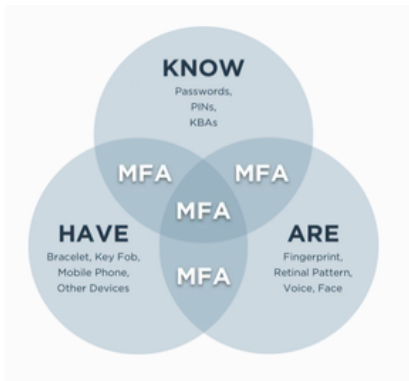 KNOW
Passwords,
PINs,
KBAs
MFA
MFA
MFA
HAVE
Bracelet, Key Fob,
Mobile Phone,
Other Devices
ARE
Fingerprint,
Retinal Pattern,
Voice, Face
MFA